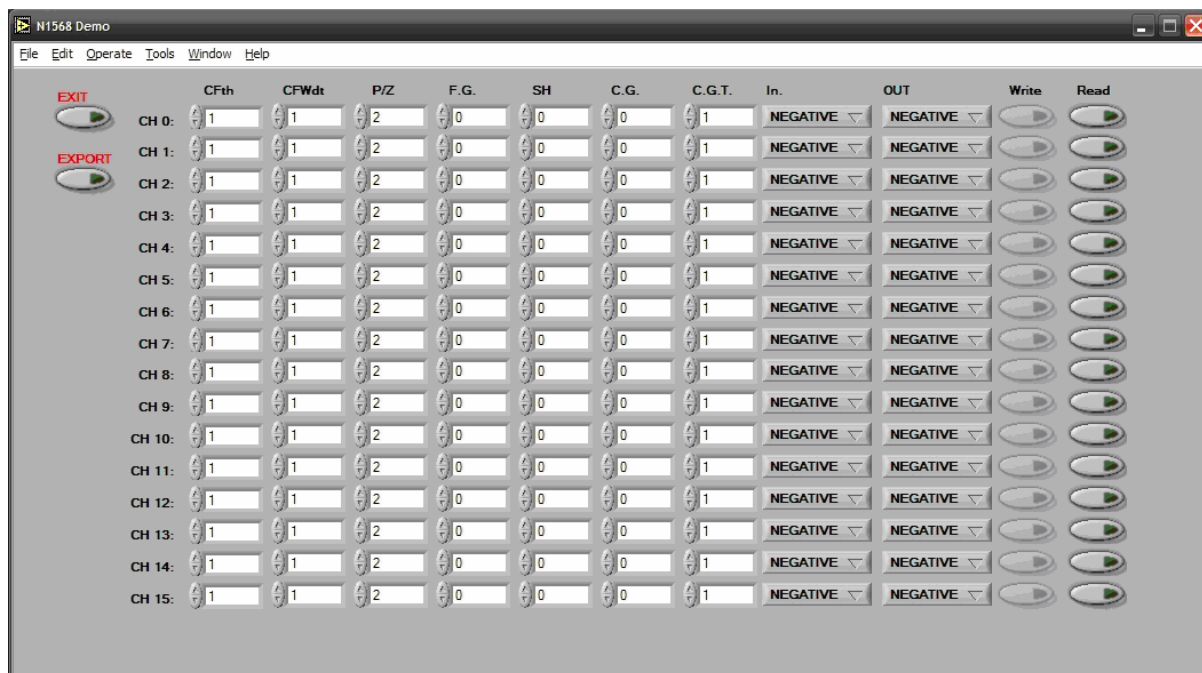 N1568 Demo
File Edit Operate Tools Window Help
CFth CFWdt P/Z F.G. SH C.G. C.G.T. In. OUT Write Read
EXIT
CH 0: 1 1 2 0 0 0 1 NEGATIVE NEGATIVE
CH 1: 1 1 2 0 0 0 1 NEGATIVE NEGATIVE
EXPORT
CH 2: 1 1 2 0 0 0 1 NEGATIVE NEGATIVE
CH 3: 1 1 2 0 0 0 1 NEGATIVE NEGATIVE
CH 4: 1 1 2 0 0 0 1 NEGATIVE NEGATIVE
CH 5: 1 1 2 0 0 0 1 NEGATIVE NEGATIVE
CH 6: 1 1 2 0 0 0 1 NEGATIVE NEGATIVE
CH 7: 1 1 2 0 0 0 1 NEGATIVE NEGATIVE
CH 8: 1 1 2 0 0 0 1 NEGATIVE NEGATIVE
CH 9: 1 1 2 0 0 0 1 NEGATIVE NEGATIVE
CH 10: 1 1 2 0 0 0 1 NEGATIVE NEGATIVE
CH 11: 1 1 2 0 0 0 1 NEGATIVE NEGATIVE
CH 12: 1 1 2 0 0 0 1 NEGATIVE NEGATIVE
CH 13: 1 1 2 0 0 0 1 NEGATIVE NEGATIVE
CH 14: 1 1 2 0 0 0 1 NEGATIVE NEGATIVE
CH 15: 1 1 2 0 0 0 1 NEGATIVE NEGATIVE